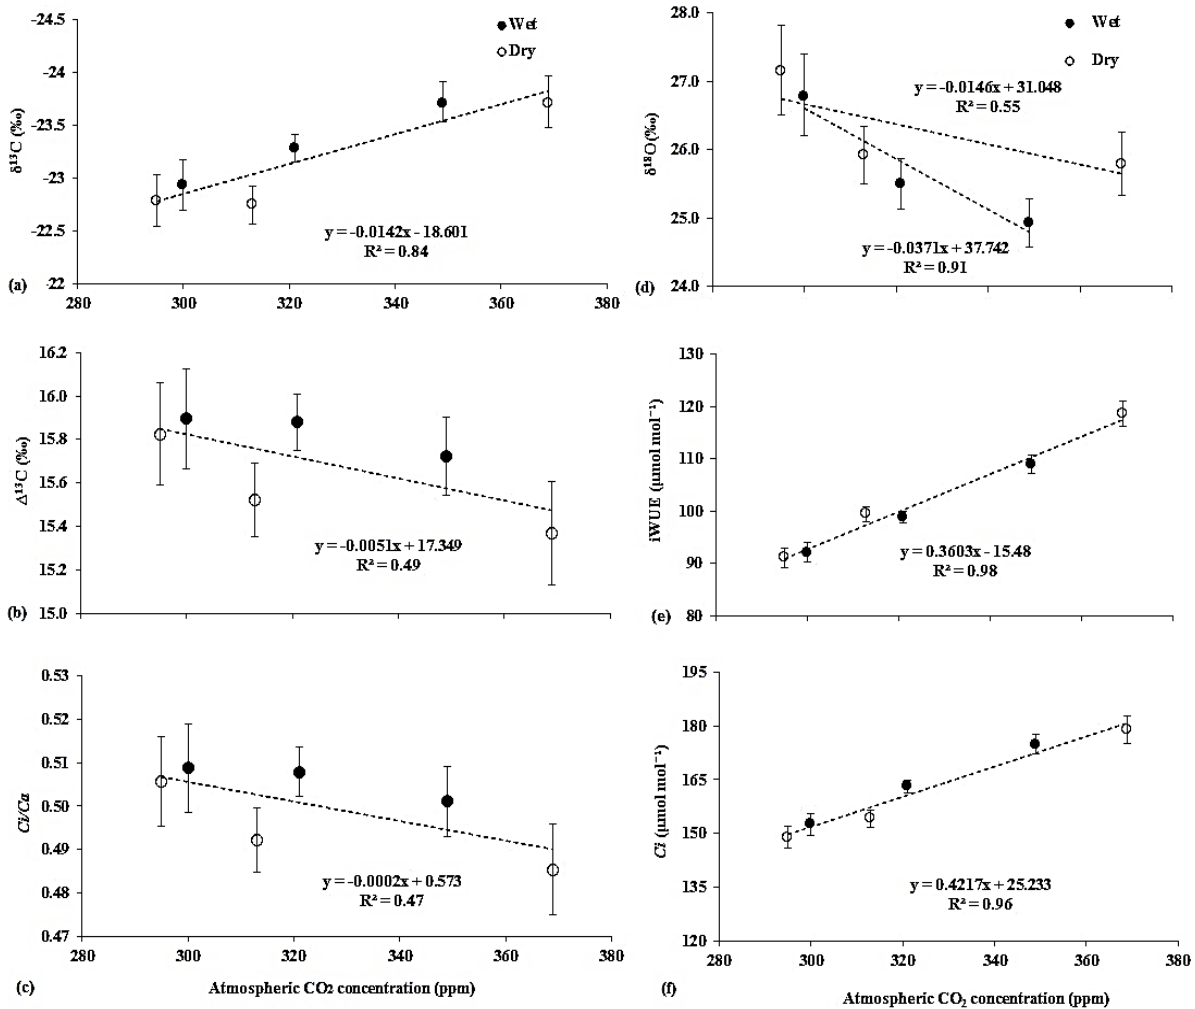 -24.5
-24
-23.5
-23
-22.5
-22
δ¹³C (‰)
Wet
Dry
y = -0.0142x - 18.601
R² = 0.84
(a)
280
300
320
340
360
380
28.0
27.0
26.0
25.0
24.0
δ¹⁸O(‰)
Wet
Dry
y = -0.0146x + 31.048
R² = 0.55
y = -0.0371x + 37.742
R² = 0.91
(d)
16.2
16.0
15.8
15.6
15.4
15.2
15.0
Δ¹³C (‰)
y = -0.0051x + 17.349
R² = 0.49
(b)
280
300
320
340
360
380
130
120
110
100
90
80
iWUE (µmol mol⁻¹)
y = 0.3603x - 15.48
R² = 0.98
(e)
0.53
0.52
0.51
0.50
0.49
0.48
0.47
Ci/Ca
y = -0.0002x + 0.573
R² = 0.47
280
300
320
340
360
380
(c)
Atmospheric CO2 concentration (ppm)
195
180
165
150
135
120
Ci (µmol mol⁻¹)
y = 0.4217x + 25.233
R² = 0.96
280
300
320
340
360
380
(f)
Atmospheric CO₂ concentration (ppm)